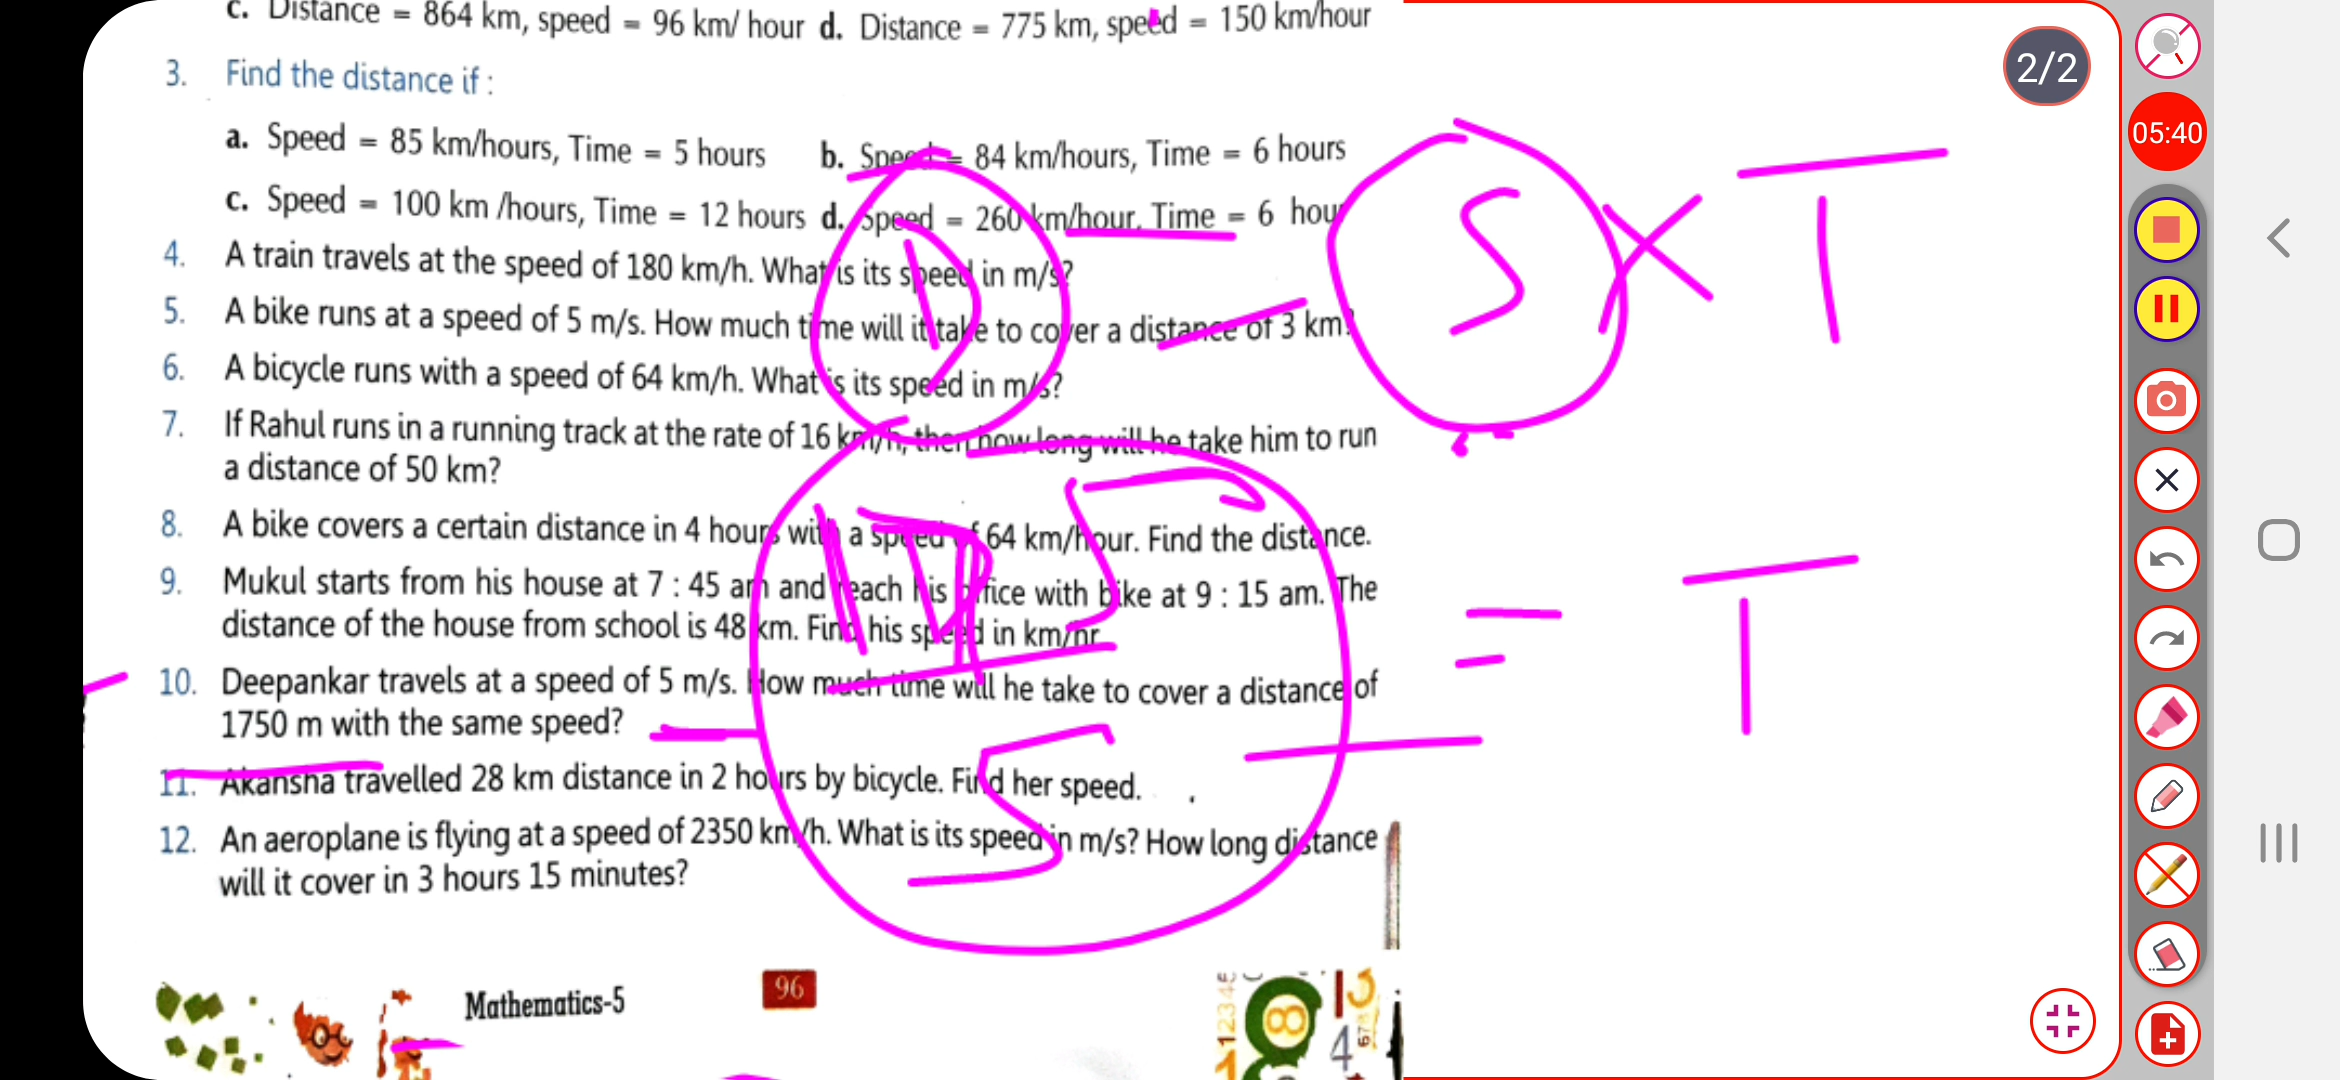 c. Distance = 864 km, speed = 96 km/ hour d. Distance = 775 km, speed = 150 km/hour
3. Find the distance if :
a. Speed = 85 km/hours, Time = 5 hours b. Speed = 84 km/hours, Time = 6 hours
c. Speed = 100 km /hours, Time = 12 hours d. Speed = 260 km/hour, Time = 6 hou
4. A train travels at the speed of 180 km/h. What is its speed in m/s?
5. A bike runs at a speed of 5 m/s. How much time will it take to cover a distance of 3 km?
6. A bicycle runs with a speed of 64 km/h. What is its speed in m/s?
7. If Rahul runs in a running track at the rate of 16 km/h, then how long will he take him to run
a distance of 50 km?
8. A bike covers a certain distance in 4 hours with a speed of 64 km/hour. Find the distance.
9. Mukul starts from his house at 7 : 45 am and reach his office with bike at 9 : 15 am. The
distance of the house from school is 48 km. Find his speed in km/hr
10. Deepankar travels at a speed of 5 m/s. How much time will he take to cover a distance of
1750 m with the same speed?
11. Akansha travelled 28 km distance in 2 hours by bicycle. Find her speed.
12. An aeroplane is flying at a speed of 2350 km/h. What is its speed in m/s? How long distance
will it cover in 3 hours 15 minutes?
Mathematics-5
96
D S X T
D
S
= T
2/2
05:40